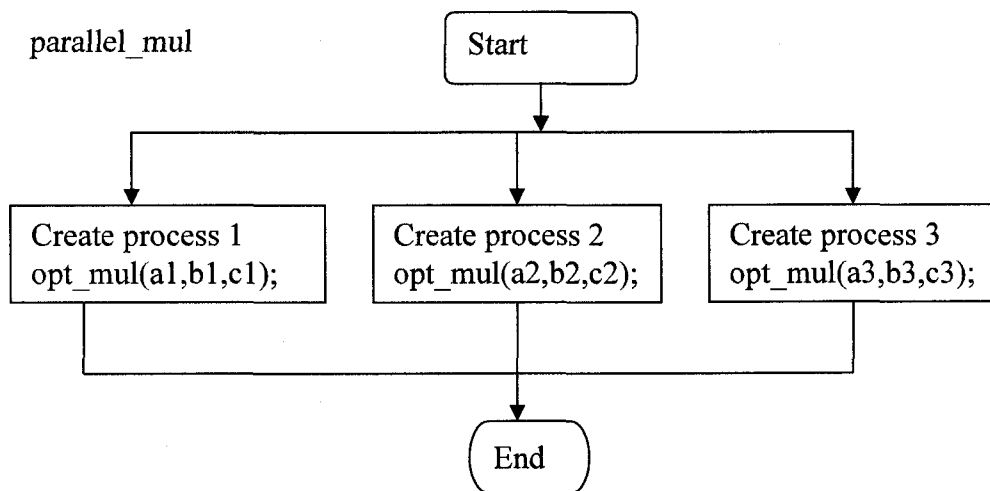 parallel_mul
Start
Create process 1
opt_mul(a1,b1,c1);
Create process 2
opt_mul(a2,b2,c2);
Create process 3
opt_mul(a3,b3,c3);
End